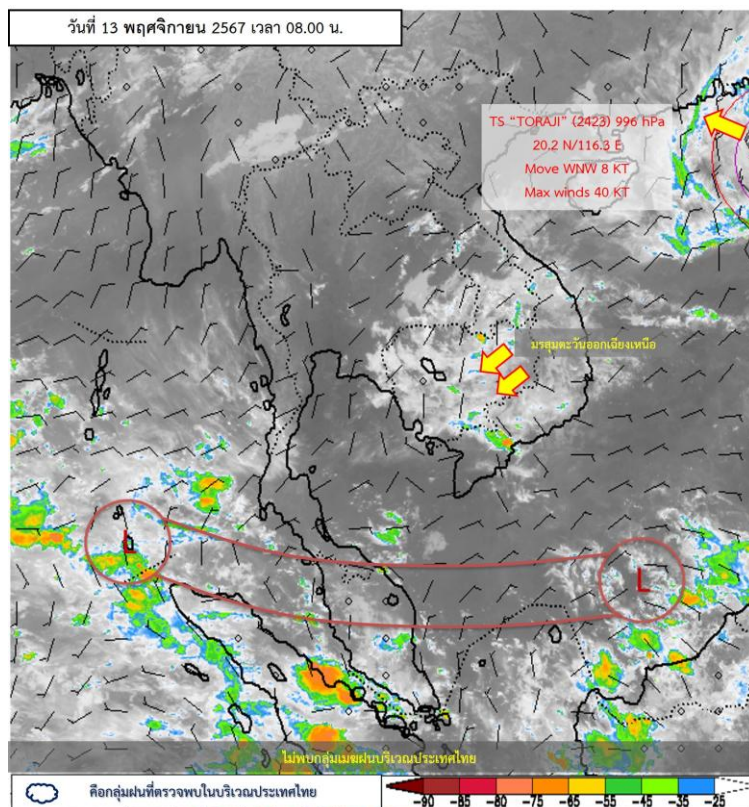 วันที่ 13 พฤศจิกายน 2567 เวลา 08.00 น.
TS “TORAJI” (2423) 996 hPa
20.2 N/116.3 E
Move WNW 8 KT
Max winds 40 KT
มรสุมตะวันออกเฉียงเหนือ
L
L
ไม่พบกลุ่มเมฆฝนบริเวณประเทศไทย
คือกลุ่มฝนที่ตรวจพบในบริเวณประเทศไทย
-90 -85 -80 -75 -65 -55 -45 -35 25